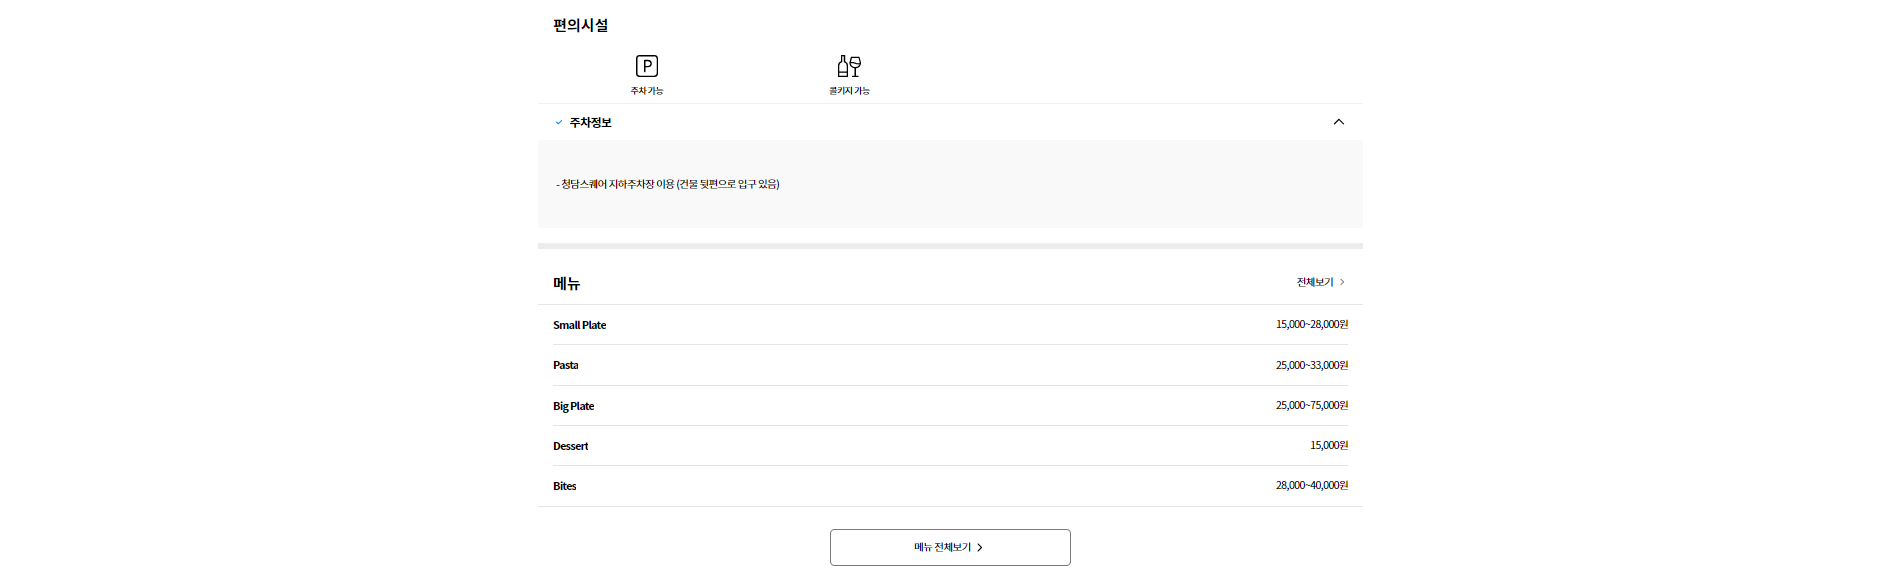 편의시설
P
주차 가능
콜키지 가능
주차정보
- 청담스퀘어 지하주차장 이용 (건물 뒷편으로 입구 있음)
메뉴
전체보기
Small Plate 15,000~28,000원
Pasta 25,000~33,000원
Big Plate 25,000~75,000원
Dessert 15,000원
Bites 28,000~40,000원
메뉴 전체보기